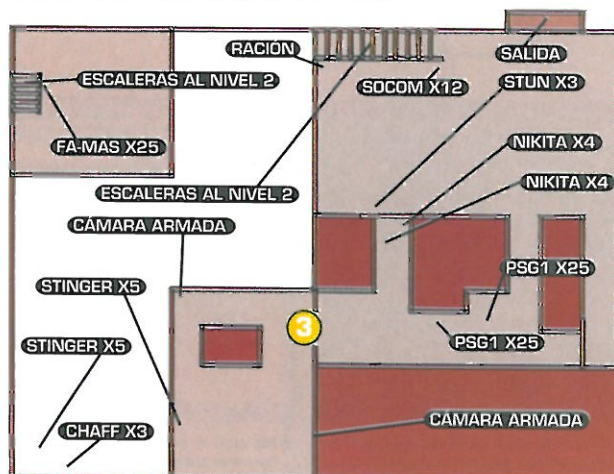 RACIÓN
SALIDA
ESCALERAS AL NIVEL 2
SOCOM X12
STUN X3
FA-MAS X25
NIKITA X4
NIKITA X4
ESCALERAS AL NIVEL 2
CÁMARA ARMADA
PSG1 X25
STINGER X5
3
PSG1 X25
STINGER X5
CHAFF X3
CÁMARA ARMADA